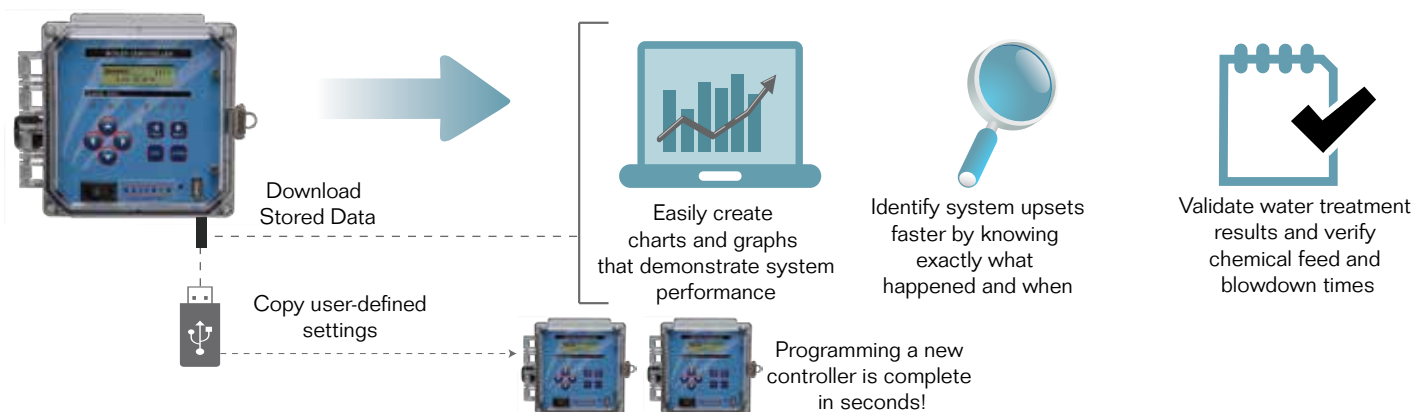 Download
Stored Data
Easily create
charts and graphs
that demonstrate system
performance
Identify system upsets
faster by knowing
exactly what
happened and when
Validate water treatment
results and verify
chemical feed and
blowdown times
Copy user-defined
settings
Programming a new
controller is complete
in seconds!